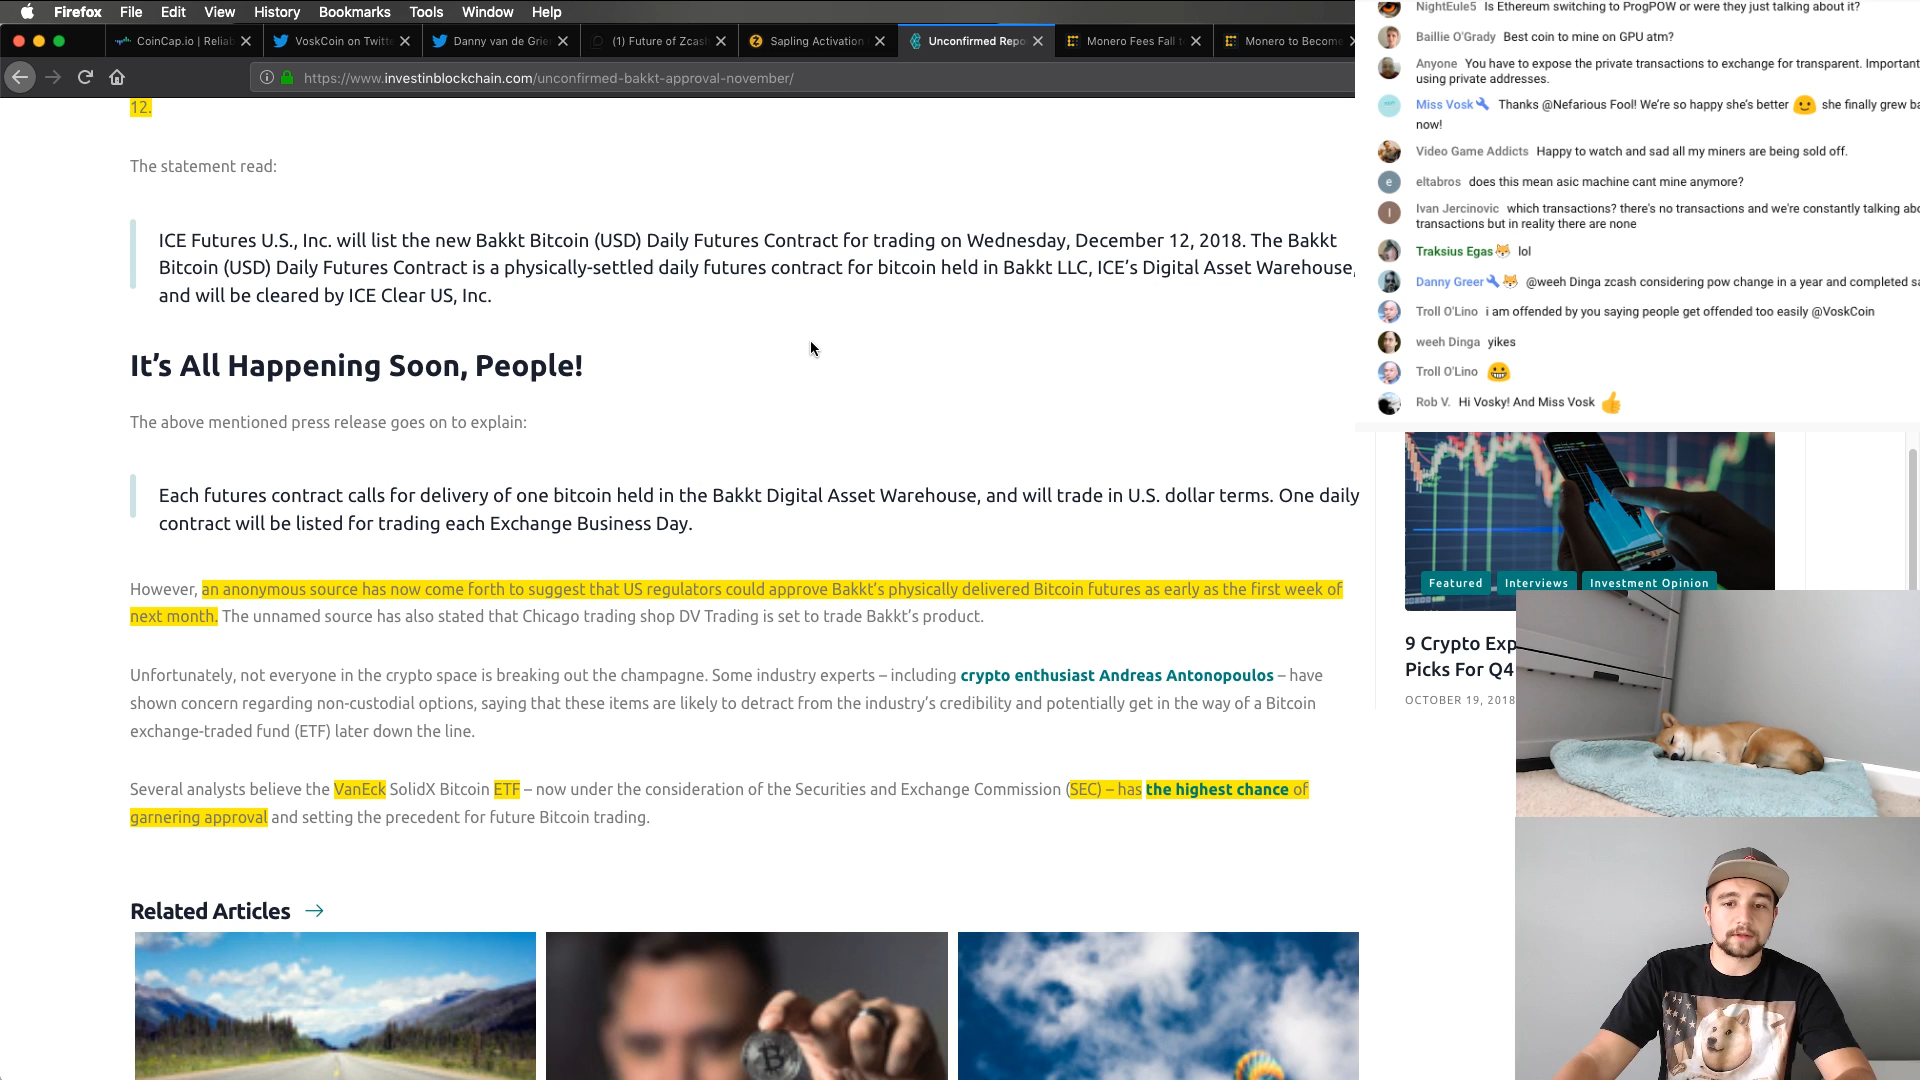 Firefox File Edit View History Bookmarks Tools Window Help
CoinCap.io | Reliab
VoskCoin on Twitte
Danny van de Grie
(1) Future of Zcash
Sapling Activation
Unconfirmed Repo
Monero Fees Fall t
Monero to Become
https://www.investinblockchain.com/unconfirmed-bakkt-approval-november/
12.
The statement read:
ICE Futures U.S., Inc. will list the new Bakkt Bitcoin (USD) Daily Futures Contract for trading on Wednesday, December 12, 2018. The Bakkt
Bitcoin (USD) Daily Futures Contract is a physically-settled daily futures contract for bitcoin held in Bakkt LLC, ICE’s Digital Asset Warehouse,
and will be cleared by ICE Clear US, Inc.
It’s All Happening Soon, People!
The above mentioned press release goes on to explain:
Each futures contract calls for delivery of one bitcoin held in the Bakkt Digital Asset Warehouse, and will trade in U.S. dollar terms. One daily
contract will be listed for trading each Exchange Business Day.
However, an anonymous source has now come forth to suggest that US regulators could approve Bakkt’s physically delivered Bitcoin futures as early as the first week of
next month. The unnamed source has also stated that Chicago trading shop DV Trading is set to trade Bakkt’s product.
Unfortunately, not everyone in the crypto space is breaking out the champagne. Some industry experts – including crypto enthusiast Andreas Antonopoulos – have
shown concern regarding non-custodial options, saying that these items are likely to detract from the industry’s credibility and potentially get in the way of a Bitcoin
exchange-traded fund (ETF) later down the line.
Several analysts believe the VanEck SolidX Bitcoin ETF – now under the consideration of the Securities and Exchange Commission (SEC) – has the highest chance of
garnering approval and setting the precedent for future Bitcoin trading.
Related Articles →
NightEule5 Is Ethereum switching to ProgPOW or were they just talking about it?
Baillie O'Grady Best coin to mine on GPU atm?
Anyone You have to expose the private transactions to exchange for transparent. Important
using private addresses.
Miss Vosk Thanks @Nefarious Fool! We’re so happy she’s better she finally grew ba
now!
Video Game Addicts Happy to watch and sad all my miners are being sold off.
e eltabros does this mean asic machine cant mine anymore?
I Ivan Jercinovic which transactions? there's no transactions and we're constantly talking abo
transactions but in reality there are none
Traksius Egas lol
Danny Greer @weeh Dinga zcash considering pow change in a year and completed sa
Troll O'Lino i am offended by you saying people get offended too easily @VoskCoin
weeh Dinga yikes
Troll O'Lino
Rob V. Hi Vosky! And Miss Vosk
Featured Interviews Investment Opinion
9 Crypto Exp
Picks For Q4
OCTOBER 19, 2018